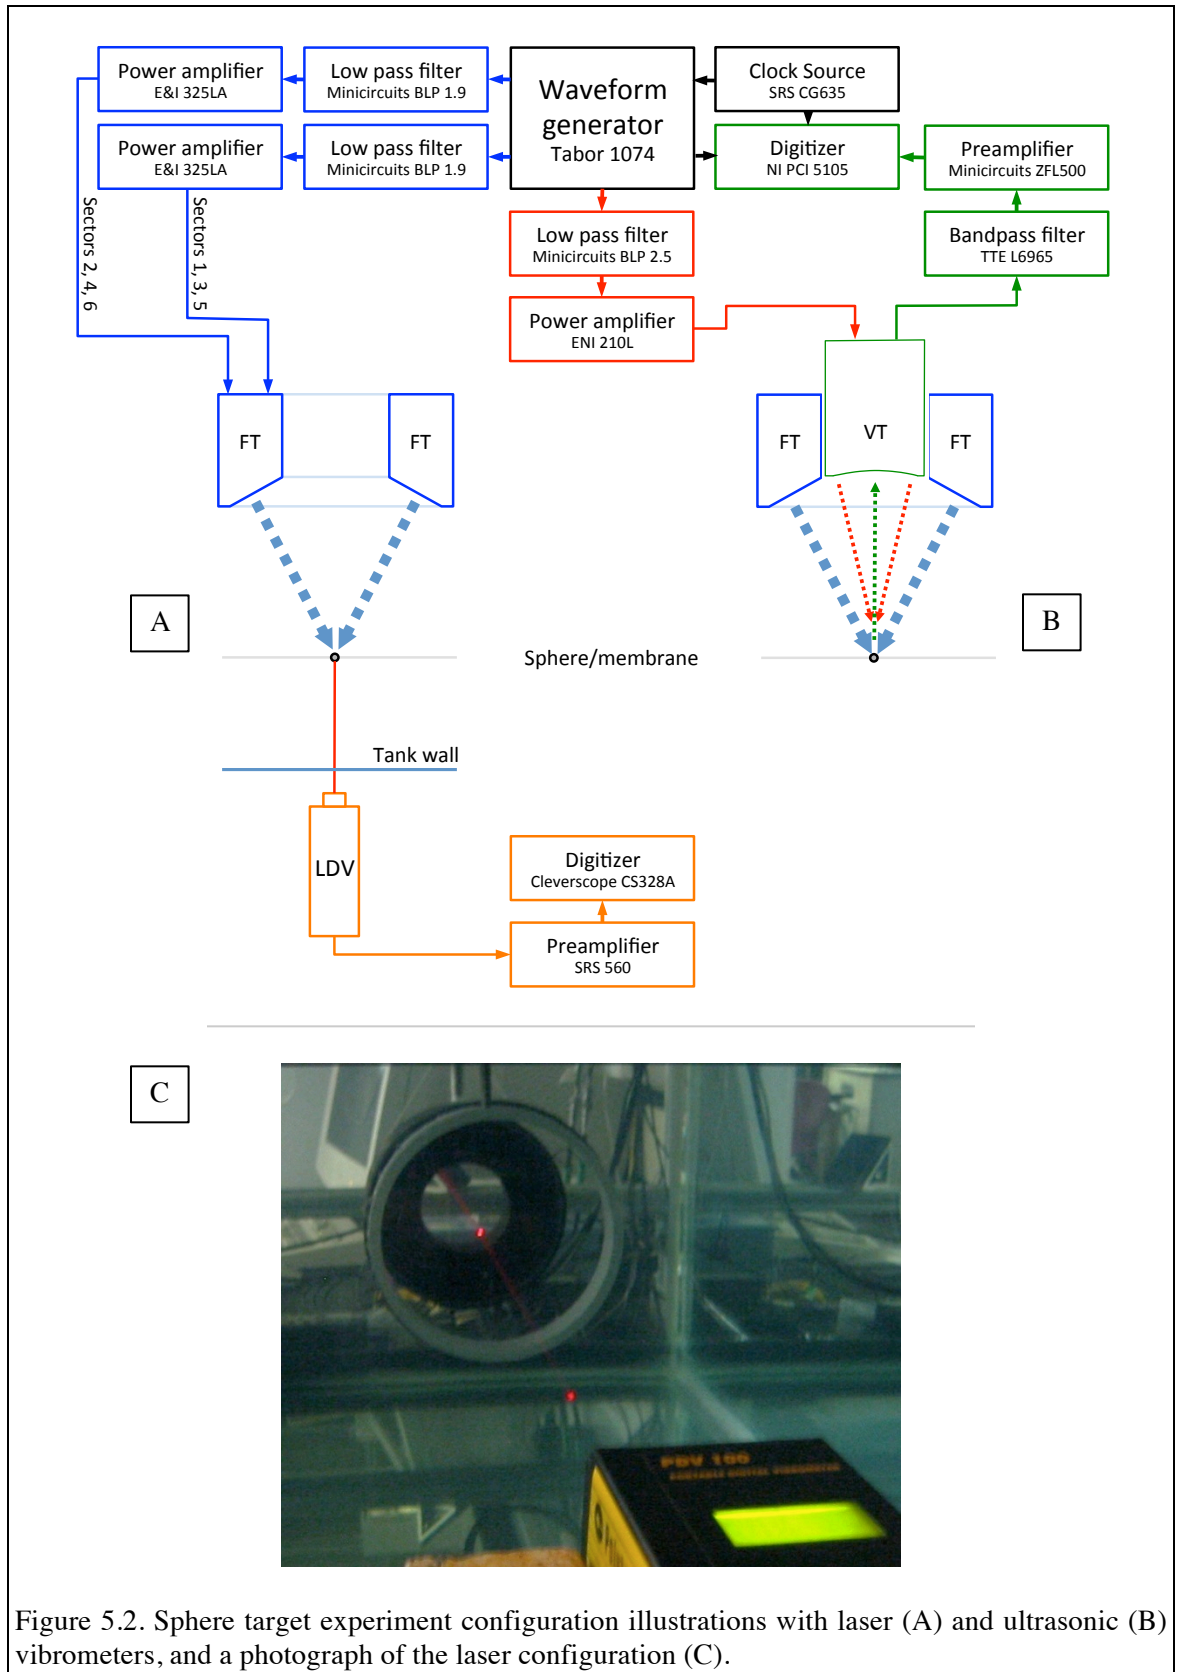 Power amplifier
E&I 325LA
Low pass filter
Minicircuits BLP 1.9
Waveform
generator
Tabor 1074
Clock Source
SRS CG635
Power amplifier
E&I 325LA
Low pass filter
Minicircuits BLP 1.9
Digitizer
NI PCI 5105
Preamplifier
Minicircuits ZFL500
Sectors 2, 4, 6
Sectors 1, 3, 5
Low pass filter
Minicircuits BLP 2.5
Bandpass filter
TTE L6965
Power amplifier
ENI 210L
FT
FT
FT
VT
FT
A
B
Sphere/membrane
Tank wall
LDV
Digitizer
Cleverscope CS328A
Preamplifier
SRS 560
C
PDV 100
Figure 5.2. Sphere target experiment configuration illustrations with laser (A) and ultrasonic (B)
vibrometers, and a photograph of the laser configuration (C).